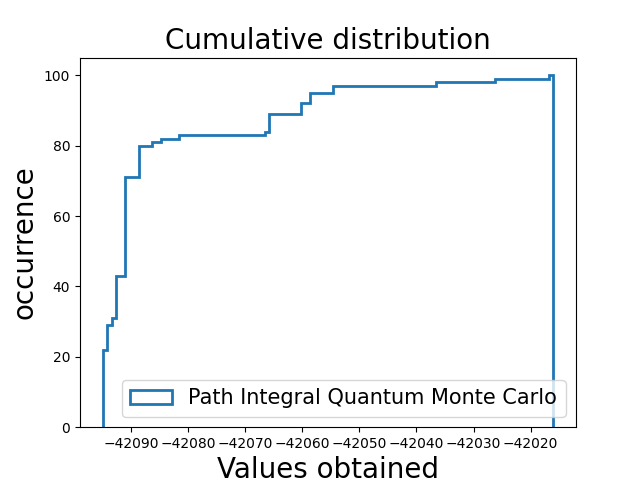 Cumulative distribution
occurrence
100
80
60
40
20
0
Path Integral Quantum Monte Carlo
−42090 −42080 −42070 −42060 −42050 −42040 −42030 −42020
Values obtained